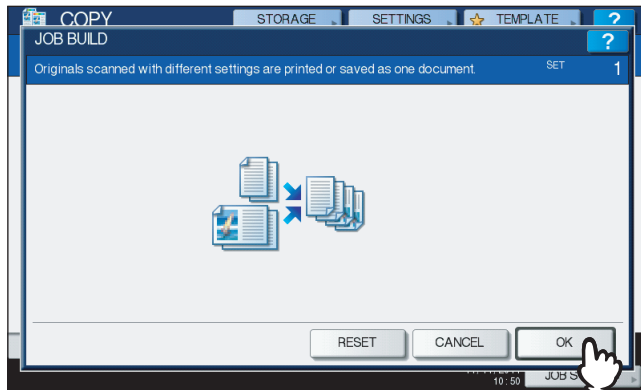 COPY STORAGE SETTINGS TEMPLATE ?
JOB BUILD ?
Originals scanned with different settings are printed or saved as one document. SET 1
RESET CANCEL OK
10:50 JOB S